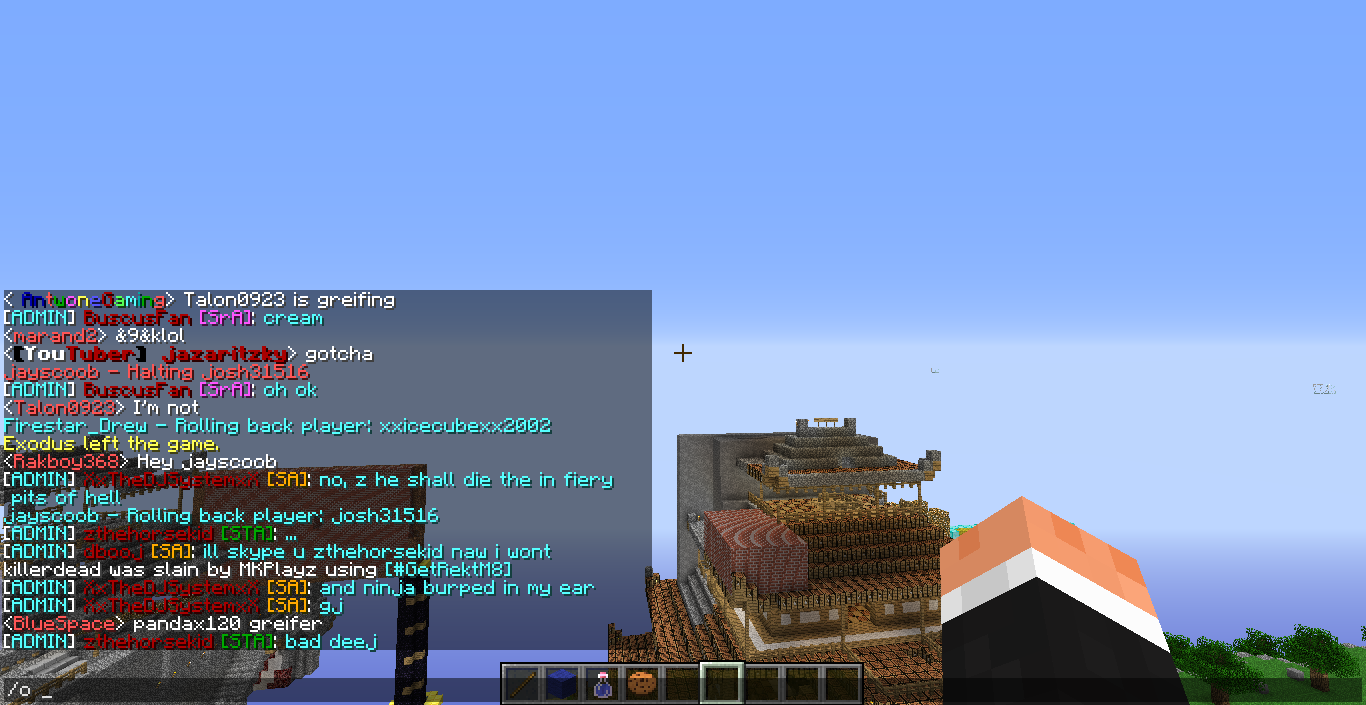 < AntwoneGaming> Talon0923 is greifing
[ADMIN] BuscusFan [SrA]: cream
<marand2> &9&klol
<[YouTuber] jazaritzky> gotcha
jayscoob - Halting josh31516
[ADMIN] BuscusFan [SrA]: oh ok
<Talon0923> I'm not
Firestar_Drew - Rolling back player: xxicecubexx2002
Exodus left the game.
<Rakboy368> Hey jayscoob
[ADMIN] XxTheDJSystemxX [SA]: no, z he shall die the in fiery
pits of hell
jayscoob - Rolling back player: josh31516
[ADMIN] zthehorsekid [STA]: ...
[ADMIN] dbooj [SA]: ill skype u zthehorsekid naw i wont
killerdead was slain by MKPlayz using [#GetRektM8]
[ADMIN] XxTheDJSystemxX [SA]: and ninja burped in my ear
[ADMIN] XxTheDJSystemxX [SA]: g.j
<BlueSpace> pandax120 greifer
[ADMIN] zthehorsekid [STA]: bad deej
/o _